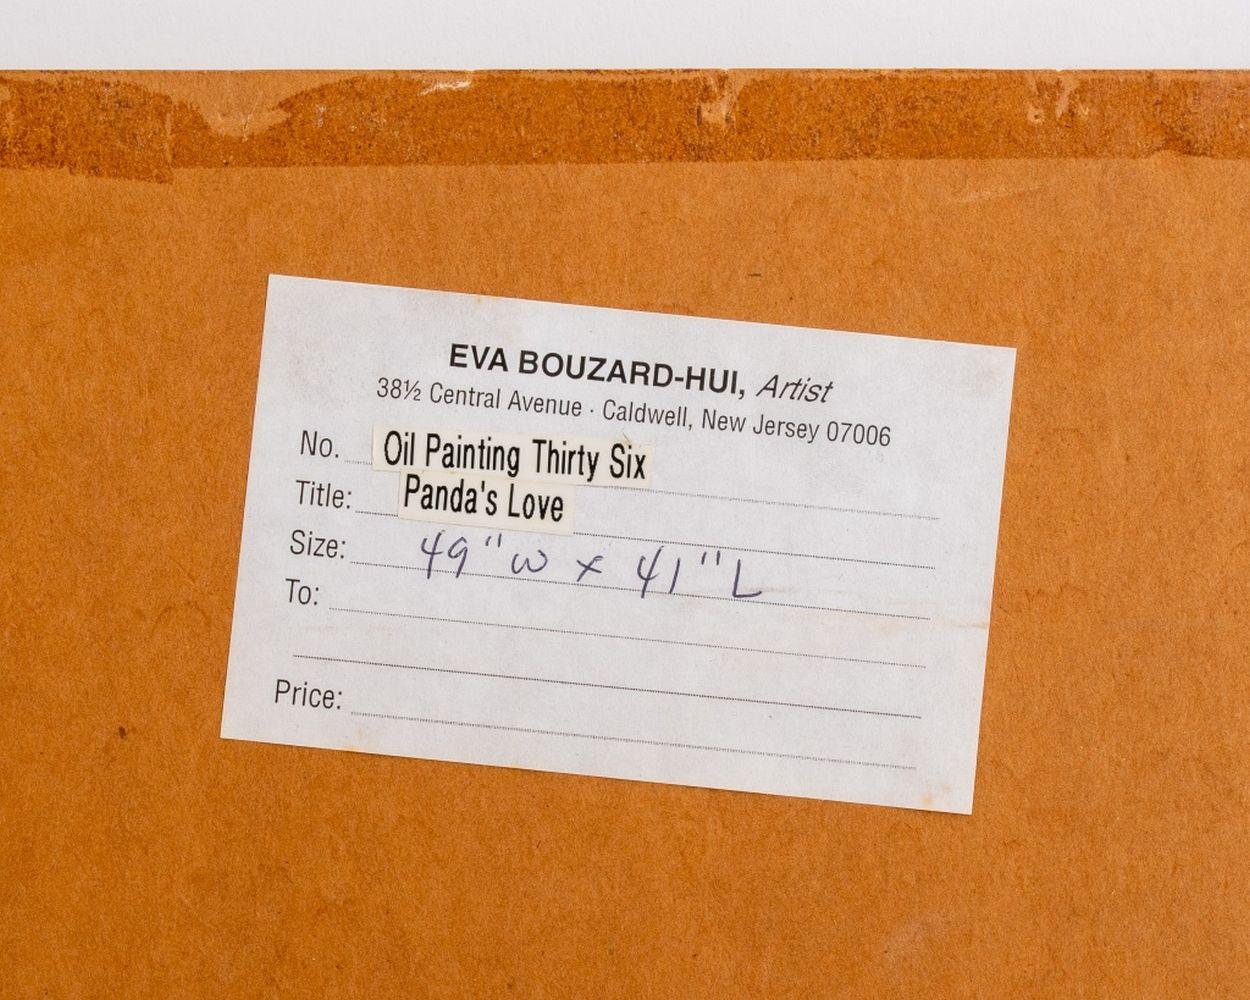 EVA BOUZARD-HUI, Artist
38½ Central Avenue · Caldwell, New Jersey 07006
No. Oil Painting Thirty Six
Title: Panda's Love
Size: 49"w x 41"L
To:
Price: